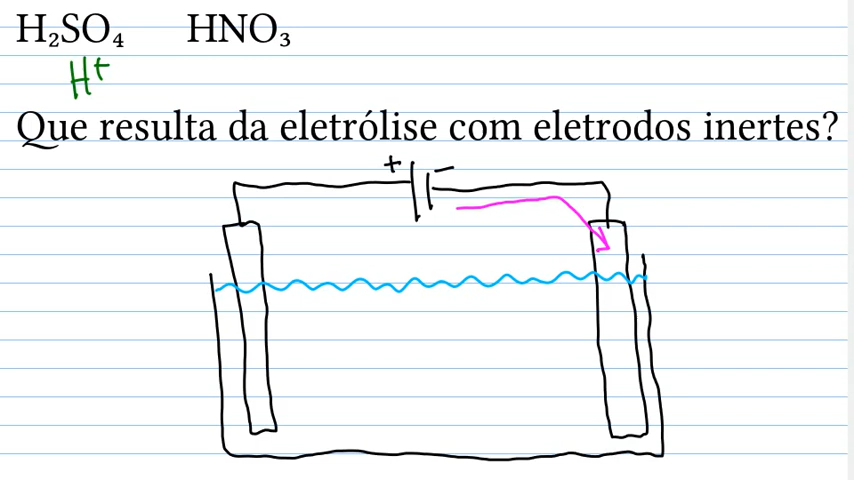 H₂SO₄ HNO₃
H⁺
Que resulta da eletrólise com eletrodos inertes?
+ −